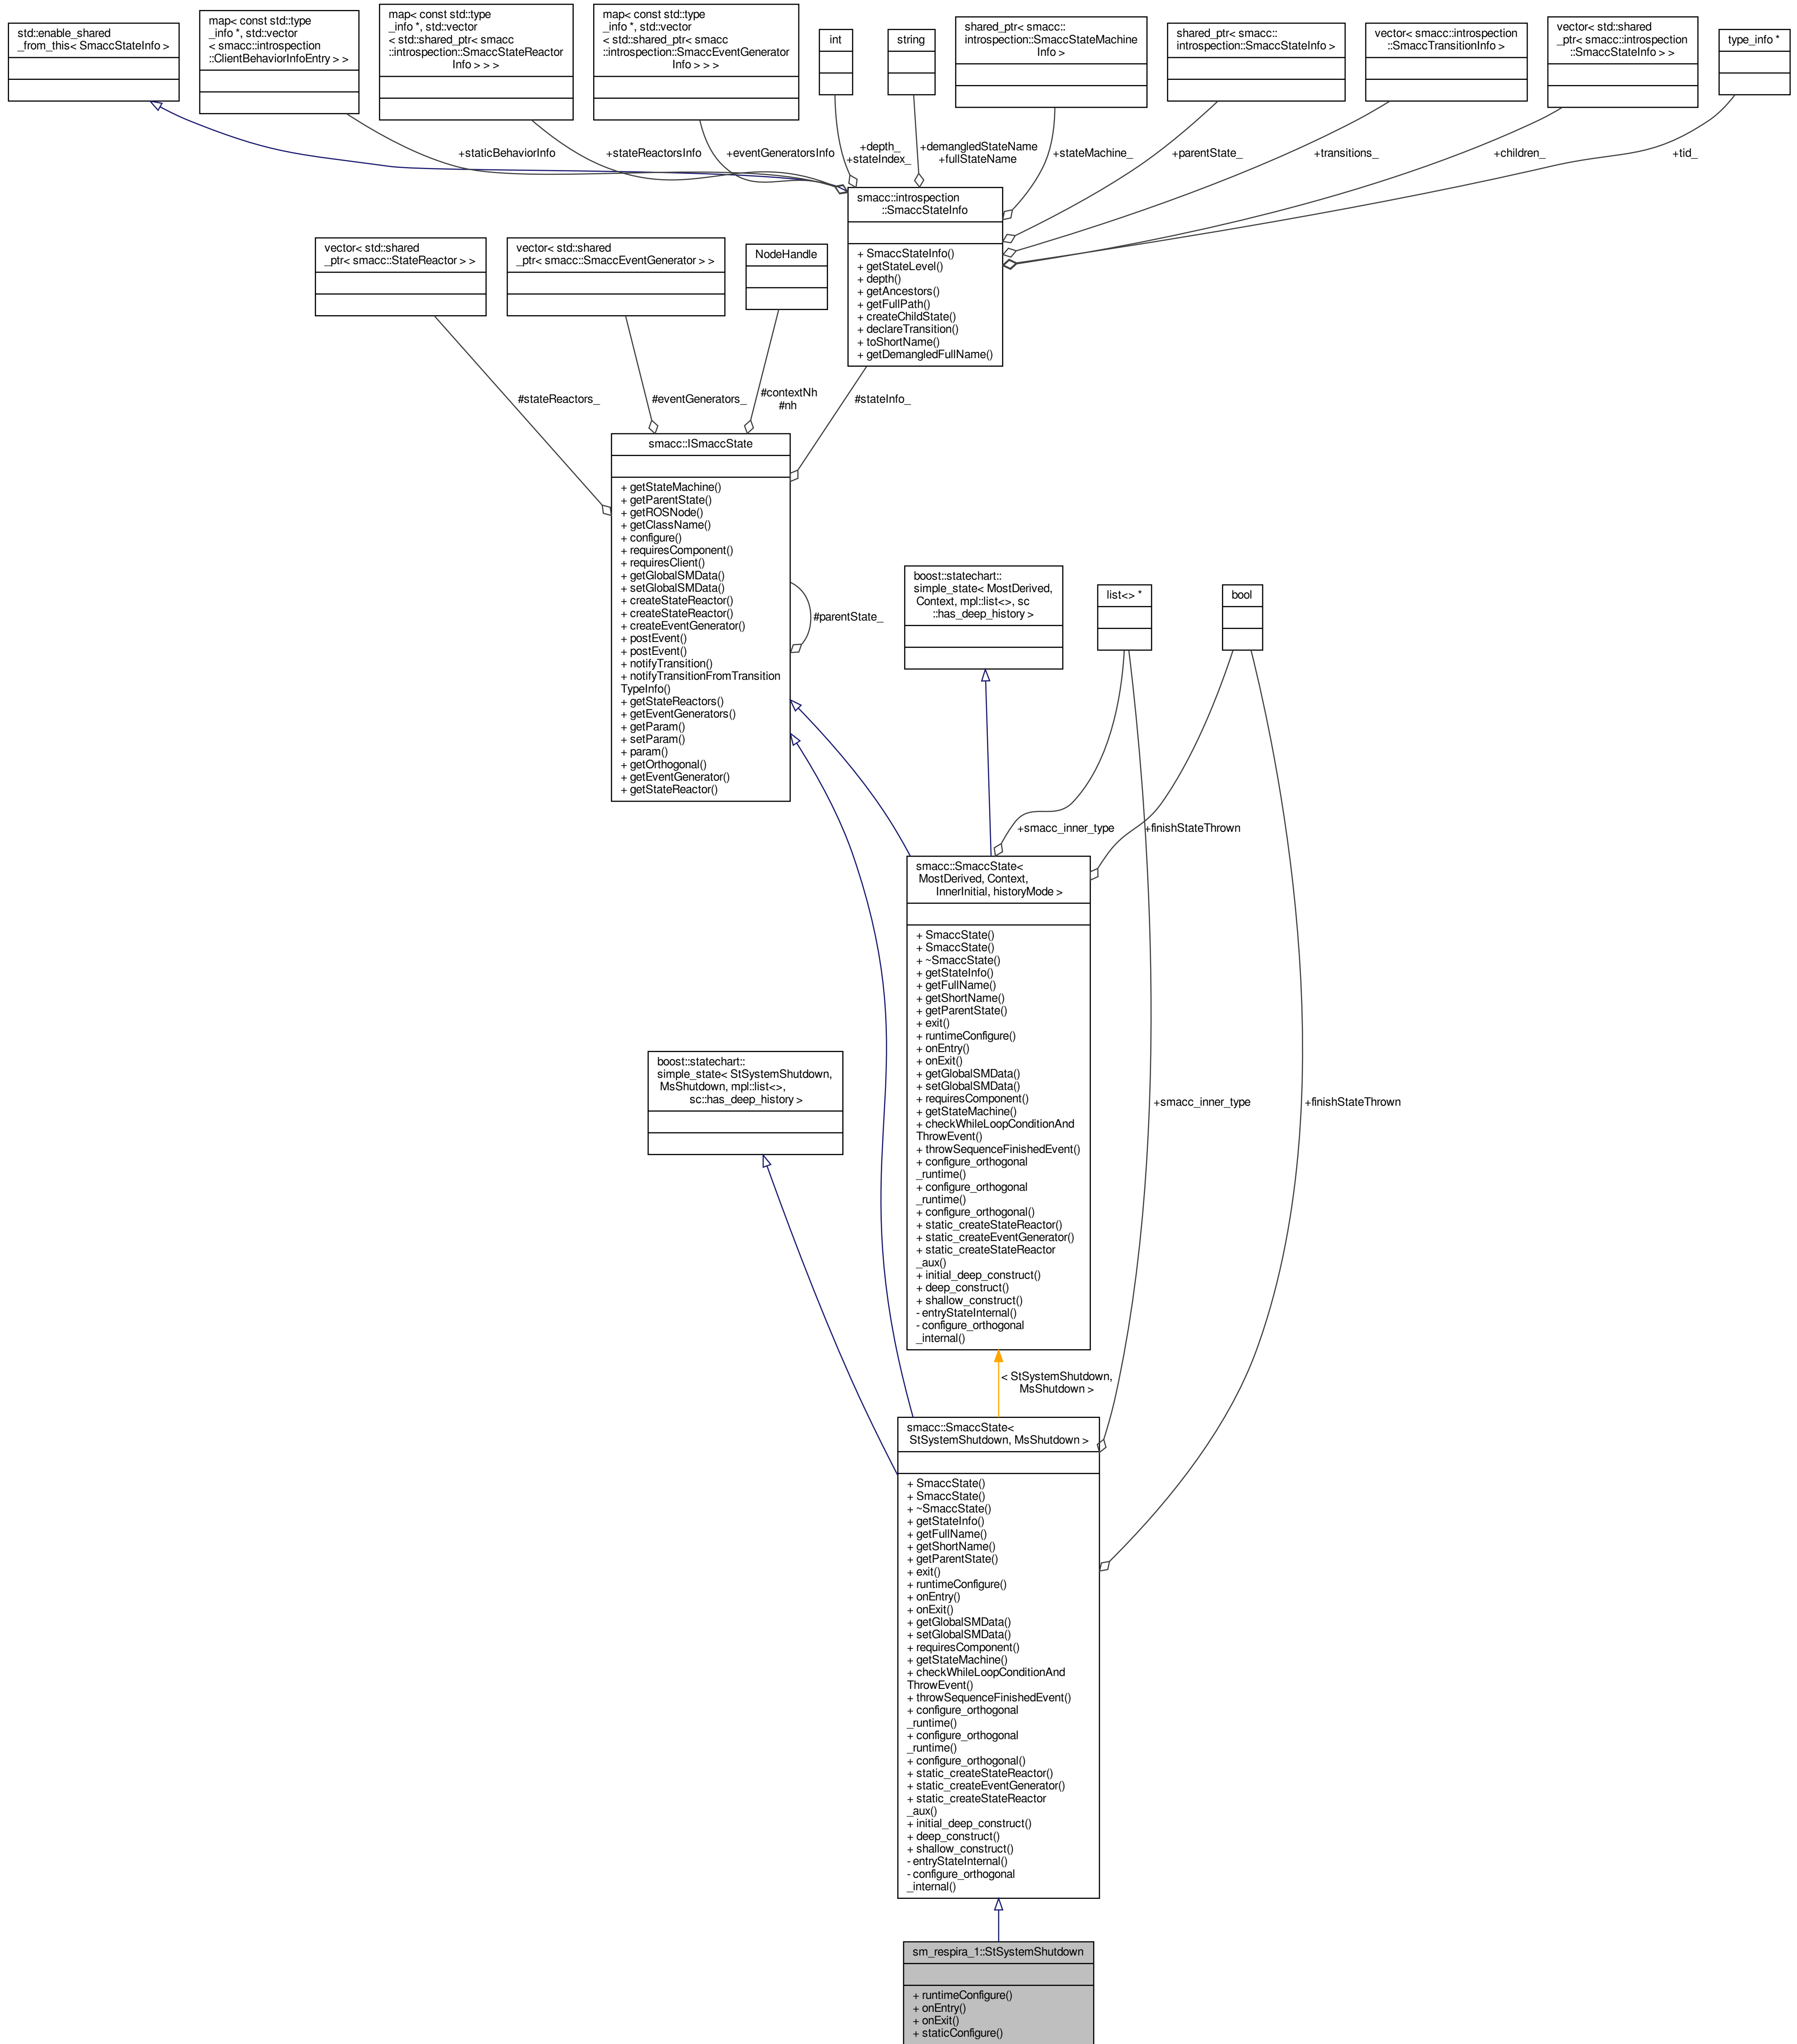 std::enable_shared
_from_this< SmaccStateInfo >
map< const std::type
_info *, std::vector
< smacc::introspection
::ClientBehaviorInfoEntry > >
map< const std::type
_info *, std::vector
< std::shared_ptr< smacc
::introspection::SmaccStateReactor
Info > > >
map< const std::type
_info *, std::vector
< std::shared_ptr< smacc
::introspection::SmaccEventGenerator
Info > > >
int
string
shared_ptr< smacc::
introspection::SmaccStateMachine
Info >
shared_ptr< smacc::
introspection::SmaccStateInfo >
vector< smacc::introspection
::SmaccTransitionInfo >
vector< std::shared
_ptr< smacc::introspection
::SmaccStateInfo > >
type_info *
+staticBehaviorInfo
+stateReactorsInfo
+eventGeneratorsInfo
+depth_
+stateIndex_
+demangledStateName
+fullStateName
+stateMachine_
+parentState_
+transitions_
+children_
+tid_
smacc::introspection
::SmaccStateInfo
+ SmaccStateInfo()
+ getStateLevel()
+ depth()
+ getAncestors()
+ getFullPath()
+ createChildState()
+ declareTransition()
+ toShortName()
+ getDemangledFullName()
vector< std::shared
_ptr< smacc::StateReactor > >
vector< std::shared
_ptr< smacc::SmaccEventGenerator > >
NodeHandle
#stateReactors_
#eventGenerators_
#contextNh
#nh
#stateInfo_
smacc::ISmaccState
+ getStateMachine()
+ getParentState()
+ getROSNode()
+ getClassName()
+ configure()
+ requiresComponent()
+ requiresClient()
+ getGlobalSMData()
+ setGlobalSMData()
+ createStateReactor()
+ createStateReactor()
+ createEventGenerator()
+ postEvent()
+ postEvent()
+ notifyTransition()
+ notifyTransitionFromTransition
TypeInfo()
+ getStateReactors()
+ getEventGenerators()
+ getParam()
+ setParam()
+ param()
+ getOrthogonal()
+ getEventGenerator()
+ getStateReactor()
#parentState_
boost::statechart::
simple_state< MostDerived,
Context, mpl::list<>, sc
::has_deep_history >
list<> *
bool
+smacc_inner_type
+finishStateThrown
smacc::SmaccState<
MostDerived, Context,
InnerInitial, historyMode >
+ SmaccState()
+ SmaccState()
+ ~SmaccState()
+ getStateInfo()
+ getFullName()
+ getShortName()
+ getParentState()
+ exit()
+ runtimeConfigure()
+ onEntry()
+ onExit()
+ getGlobalSMData()
+ setGlobalSMData()
+ requiresComponent()
+ getStateMachine()
+ checkWhileLoopConditionAnd
ThrowEvent()
+ throwSequenceFinishedEvent()
+ configure_orthogonal
_runtime()
+ configure_orthogonal
_runtime()
+ configure_orthogonal()
+ static_createStateReactor()
+ static_createEventGenerator()
+ static_createStateReactor
_aux()
+ initial_deep_construct()
+ deep_construct()
+ shallow_construct()
- entryStateInternal()
- configure_orthogonal
_internal()
boost::statechart::
simple_state< StSystemShutdown,
MsShutdown, mpl::list<>,
sc::has_deep_history >
+smacc_inner_type
+finishStateThrown
< StSystemShutdown,
MsShutdown >
smacc::SmaccState<
StSystemShutdown, MsShutdown >
+ SmaccState()
+ SmaccState()
+ ~SmaccState()
+ getStateInfo()
+ getFullName()
+ getShortName()
+ getParentState()
+ exit()
+ runtimeConfigure()
+ onEntry()
+ onExit()
+ getGlobalSMData()
+ setGlobalSMData()
+ requiresComponent()
+ getStateMachine()
+ checkWhileLoopConditionAnd
ThrowEvent()
+ throwSequenceFinishedEvent()
+ configure_orthogonal
_runtime()
+ configure_orthogonal
_runtime()
+ configure_orthogonal()
+ static_createStateReactor()
+ static_createEventGenerator()
+ static_createStateReactor
_aux()
+ initial_deep_construct()
+ deep_construct()
+ shallow_construct()
- entryStateInternal()
- configure_orthogonal
_internal()
sm_respira_1::StSystemShutdown
+ runtimeConfigure()
+ onEntry()
+ onExit()
+ staticConfigure()